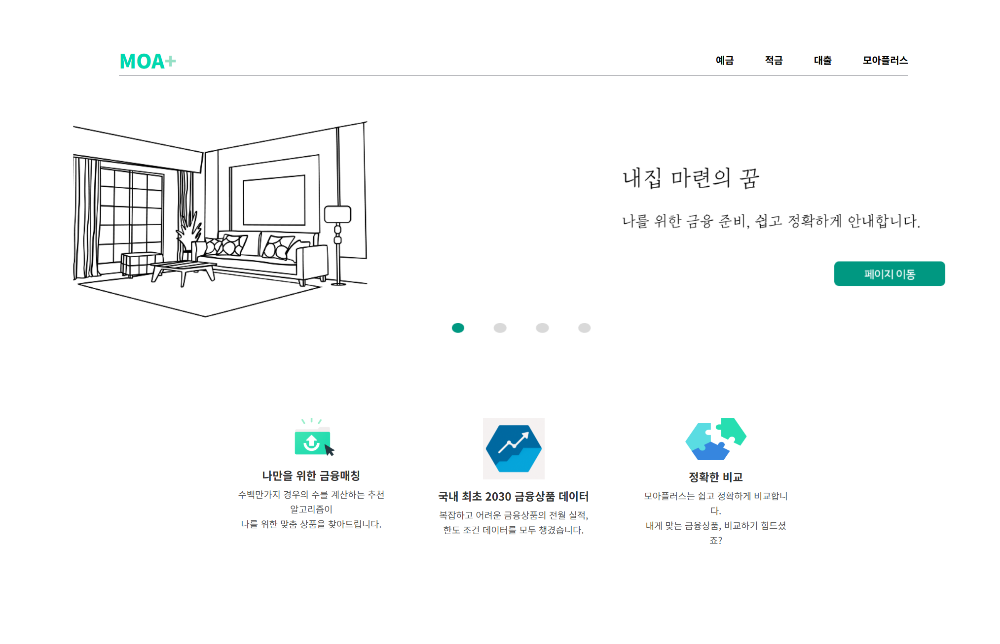 MOA+
예금 적금 대출 모아플러스
내집 마련의 꿈
나를 위한 금융 준비, 쉽고 정확하게 안내합니다.
페이지 이동
나만을 위한 금융매칭
수백만가지 경우의 수를 계산하는 추천
알고리즘이
나를 위한 맞춤 상품을 찾아드립니다.
국내 최초 2030 금융상품 데이터
복잡하고 어려운 금융상품의 전월 실적,
한도 조건 데이터를 모두 챙겼습니다.
정확한 비교
모아플러스는 쉽고 정확하게 비교합니
다.
내게 맞는 금융상품, 비교하기 힘드셨
죠?